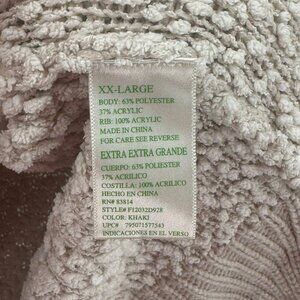 XX-LARGE
BODY: 63% POLYESTER
37% ACRYLIC
RIB: 100% ACRYLIC
MADE IN CHINA
FOR CARE SEE REVERSE
EXTRA EXTRA GRANDE
CUERPO: 63% POLIESTER
37% ACRILICO
COSTILLA: 100% ACRILICO
HECHO EN CHINA
RN# 83814
STYLE# F12032D928
COLOR: KHAKI
UPC# 795071577543
INDICACIONES EN EL VERSO